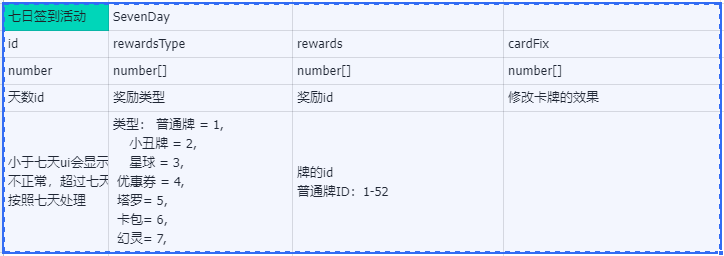 七日签到活动 SevenDay
id rewardsType rewards cardFix
number number[] number[] number[]
天数id 奖励类型 奖励id 修改卡牌的效果
类型： 普通牌 = 1,
小丑牌 = 2,
星球 = 3,
优惠券 = 4,
塔罗= 5,
卡包= 6,
幻灵= 7,
小于七天ui会显示
不正常，超过七天
按照七天处理
牌的id
普通牌ID：1-52